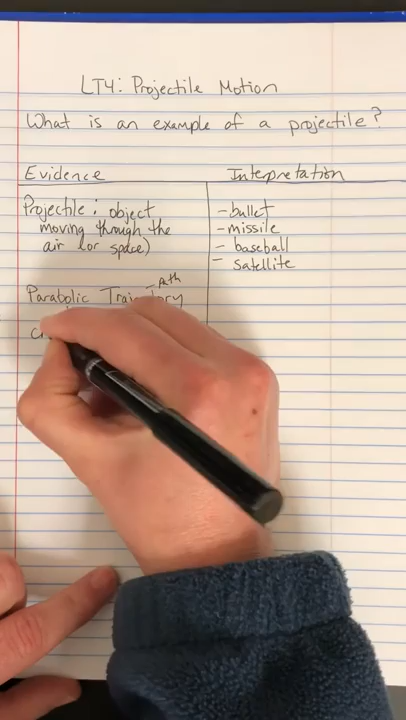 LT4: Projectile Motion
What is an example of a projectile?
Evidence
Interpretation
Projectile: object
moving through the
air (or space)
- bullet
- missile
- baseball
- satellite
Path
Parabolic Trajectory